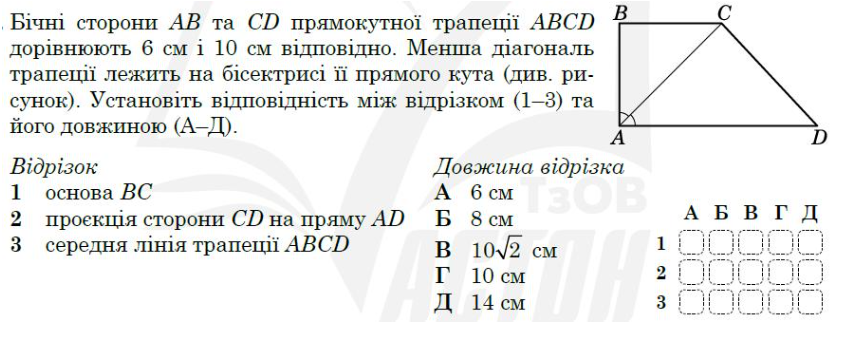 Бічні сторони AB та CD прямокутної трапеції ABCD
дорівнюють 6 см і 10 см відповідно. Менша діагональ
трапеції лежить на бісектрисі її прямого кута (див. ри-
сунок). Установіть відповідність між відрізком (1–3) та
його довжиною (А–Д).
B C
A D
Відрізок
1 основа BC
2 проєкція сторони CD на пряму AD
3 середня лінія трапеції ABCD
Довжина відрізка
А 6 см
Б 8 см
В 10√2 см
Г 10 см
Д 14 см
А Б В Г Д
1
2
3
ТзОВ
АСТОН